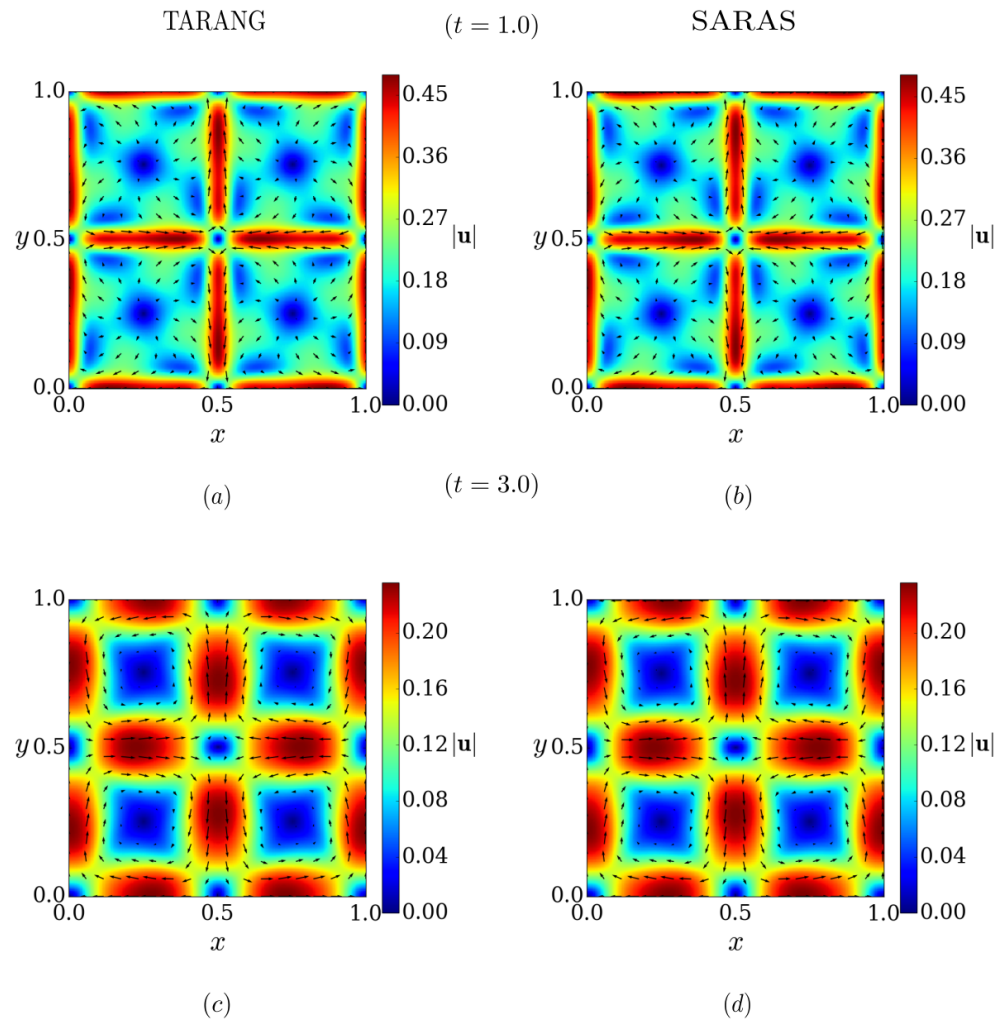 TARANG
(t = 1.0)
SARAS
1.0
y 0.5
0.0
0.0 0.5 1.0
x
0.45
0.36
0.27
|u|
0.18
0.09
0.00
(a)
1.0
y 0.5
0.0
0.0 0.5 1.0
x
0.45
0.36
0.27
|u|
0.18
0.09
0.00
(b)
(t = 3.0)
1.0
y 0.5
0.0
0.0 0.5 1.0
x
0.20
0.16
0.12 |u|
0.08
0.04
0.00
(c)
1.0
y 0.5
0.0
0.0 0.5 1.0
x
0.20
0.16
0.12 |u|
0.08
0.04
0.00
(d)